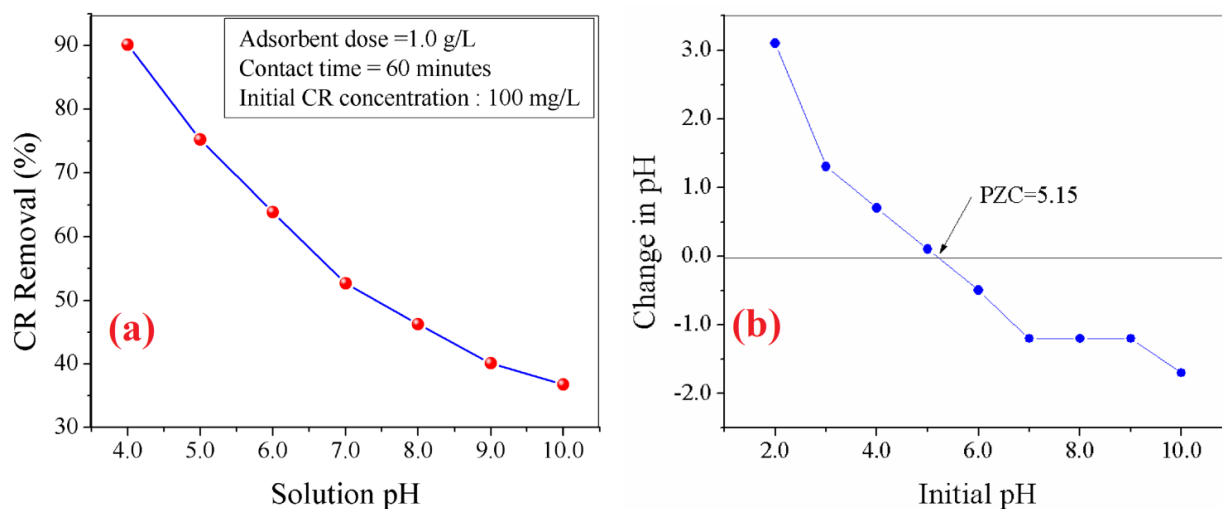 90
80
70
60
50
40
30
CR Removal (%)
Adsorbent dose =1.0 g/L
Contact time = 60 minutes
Initial CR concentration : 100 mg/L
(a)
4.0 5.0 6.0 7.0 8.0 9.0 10.0
Solution pH
3.0
2.0
1.0
0.0
-1.0
-2.0
Change in pH
PZC=5.15
(b)
2.0 4.0 6.0 8.0 10.0
Initial pH